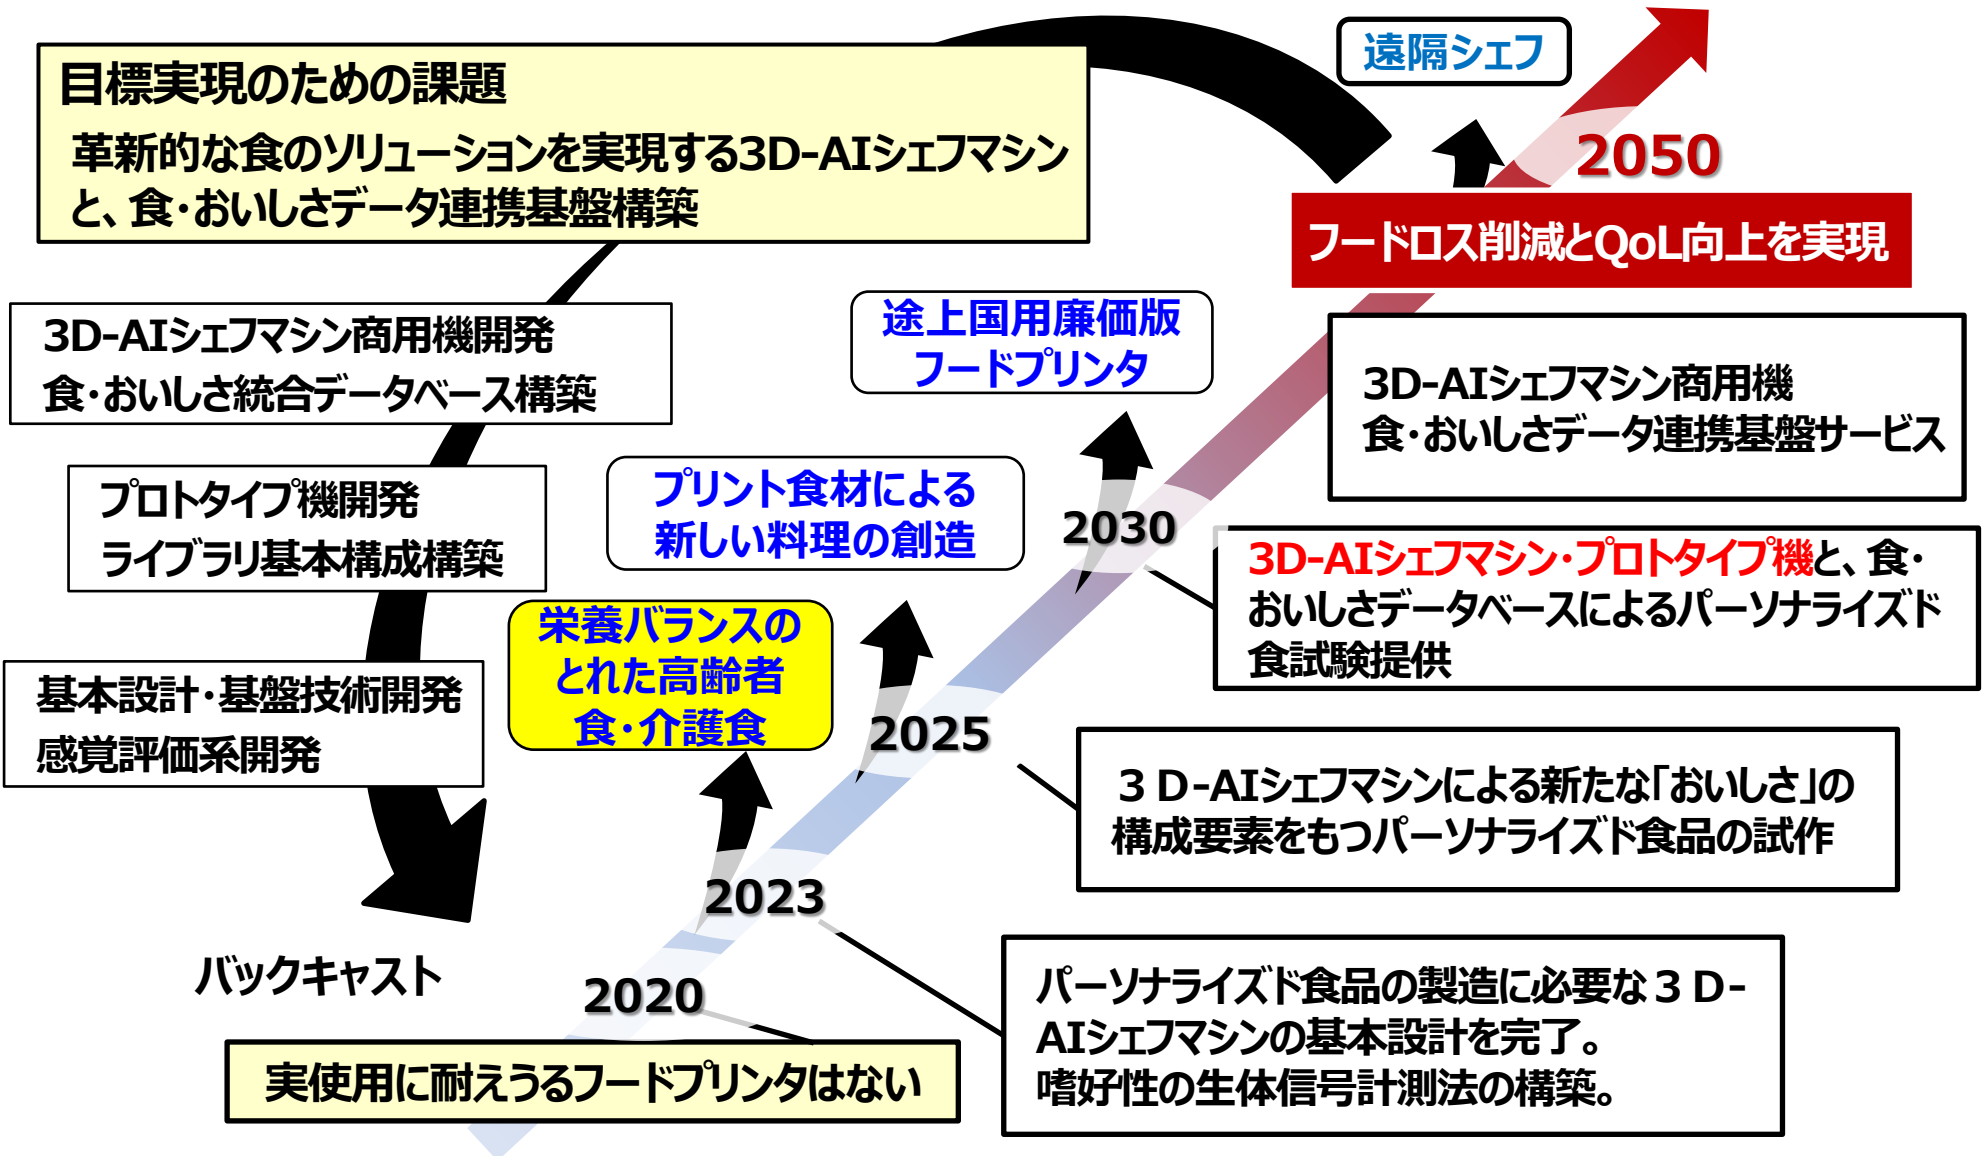 目標実現のための課題
革新的な食のソリューションを実現する3D-AIシェフマシン
と、食・おいしさデータ連携基盤構築
遠隔シェフ
2050
フードロス削減とQoL向上を実現
3D-AIシェフマシン商用機開発
食・おいしさ統合データベース構築
途上国用廉価版
フードプリンタ
3D-AIシェフマシン商用機
食・おいしさデータ連携基盤サービス
プロトタイプ機開発
ライブラリ基本構成構築
プリント食材による
新しい料理の創造
2030
3D-AIシェフマシン・プロトタイプ機と、食・
おいしさデータベースによるパーソナライズド
食試験提供
基本設計・基盤技術開発
感覚評価系開発
栄養バランスの
とれた高齢者
食・介護食
2025
３Ｄ-AIシェフマシンによる新たな「おいしさ」の
構成要素をもつパーソナライズド食品の試作
2023
バックキャスト
2020
パーソナライズド食品の製造に必要な３Ｄ-
AIシェフマシンの基本設計を完了。
嗜好性の生体信号計測法の構築。
実使用に耐えうるフードプリンタはない